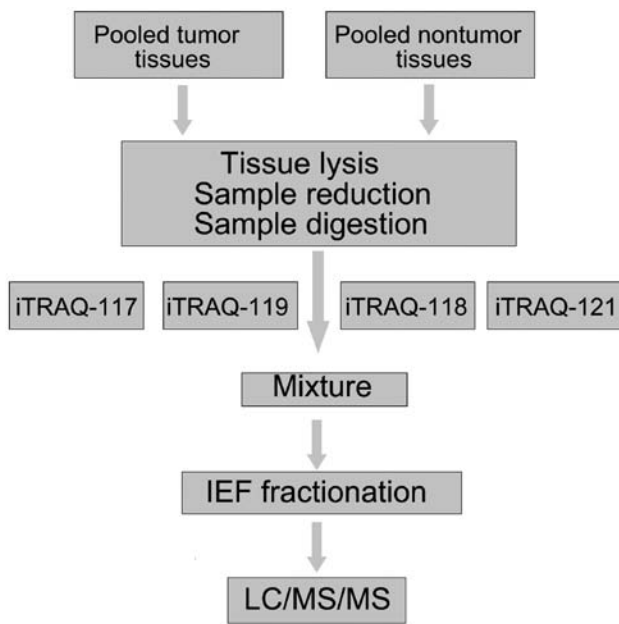 Pooled tumor
tissues
Pooled nontumor
tissues
Tissue lysis
Sample reduction
Sample digestion
iTRAQ-117
iTRAQ-119
iTRAQ-118
iTRAQ-121
Mixture
IEF fractionation
LC/MS/MS